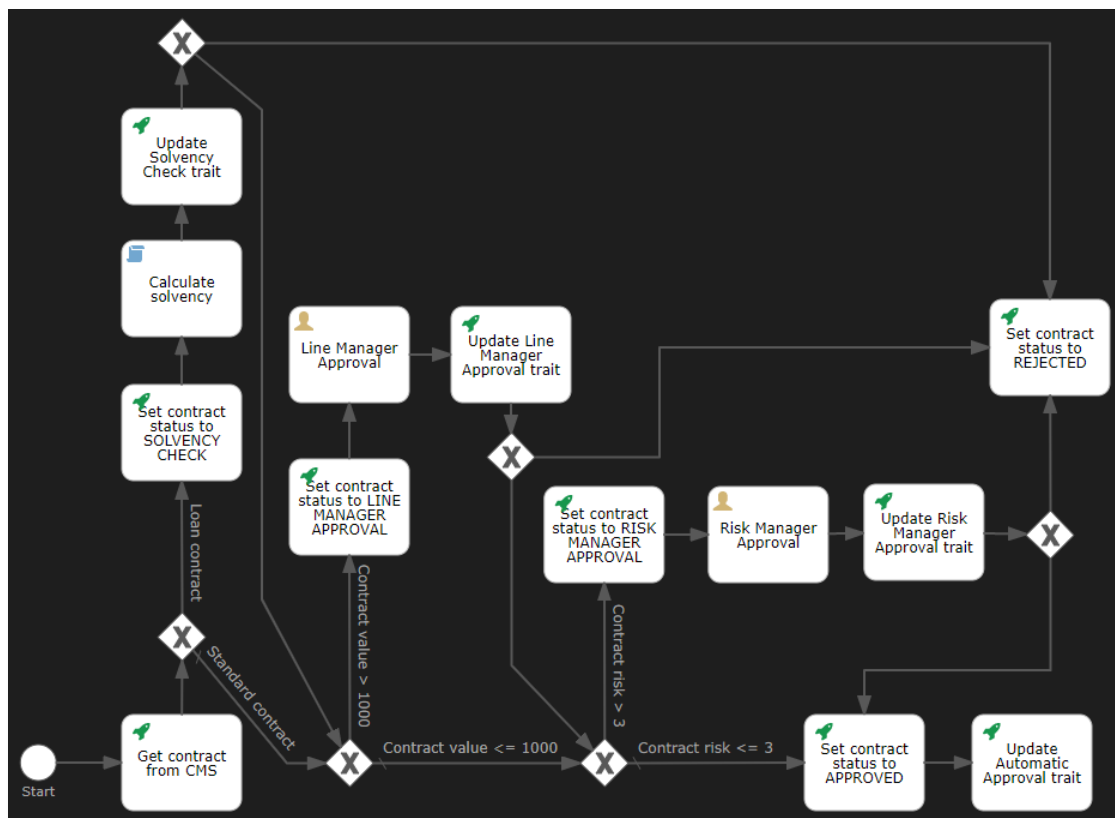 Update
Solvency
Check trait
Calculate
solvency
Set contract
status to
SOLVENCY
CHECK
Loan contract
Standard contract
Get contract
from CMS
Start
Line Manager
Approval
Update Line
Manager
Approval trait
Set contract
status to LINE
MANAGER
APPROVAL
Contract value > 1000
Contract value <= 1000
Set contract
status to RISK
MANAGER
APPROVAL
Contract risk > 3
Contract risk <= 3
Risk Manager
Approval
Update Risk
Manager
Approval trait
Set contract
status to
REJECTED
Set contract
status to
APPROVED
Update
Automatic
Approval trait